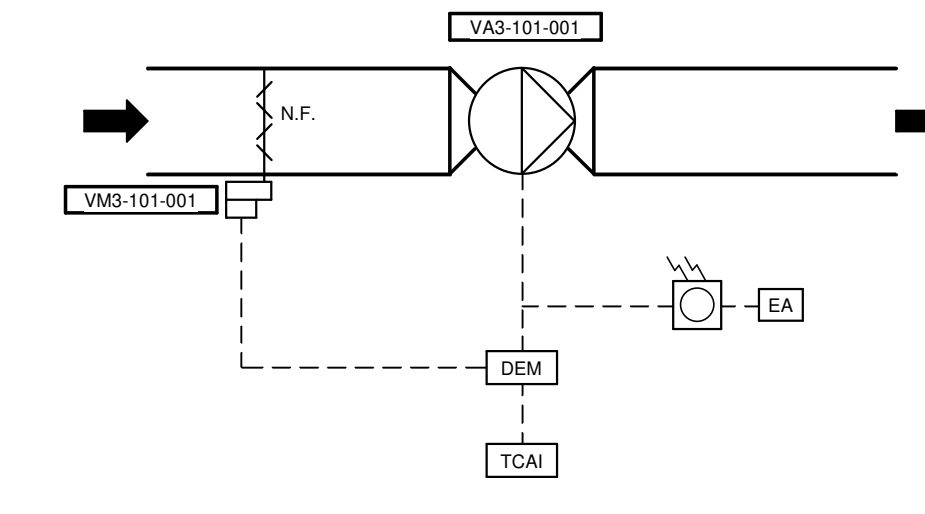 VA3-101-001
N.F.
VM3-101-001
EA
DEM
TCAI